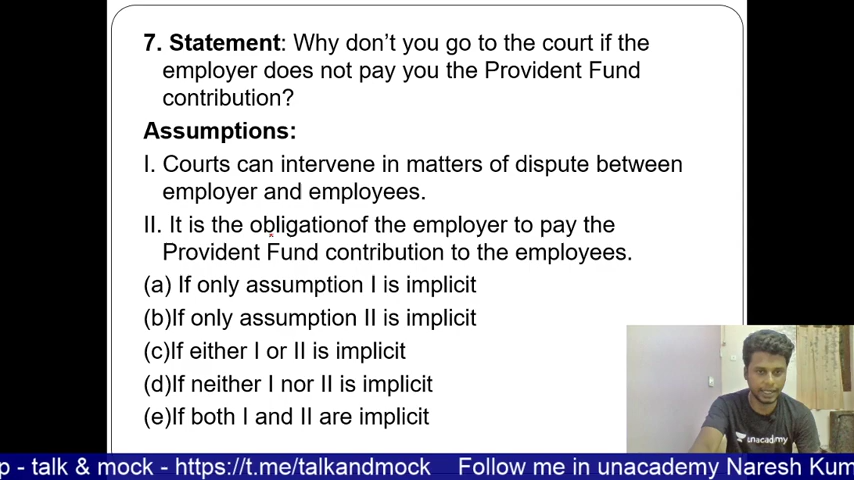 7. Statement: Why don't you go to the court if the
employer does not pay you the Provident Fund
contribution?
Assumptions:
I. Courts can intervene in matters of dispute between
employer and employees.
II. It is the obligationof the employer to pay the
Provident Fund contribution to the employees.
(a) If only assumption I is implicit
(b)If only assumption II is implicit
(c)If either I or II is implicit
(d)If neither I nor II is implicit
(e)If both I and II are implicit
unacademy
p - talk & mock - https://t.me/talkandmock Follow me in unacademy Naresh Kum